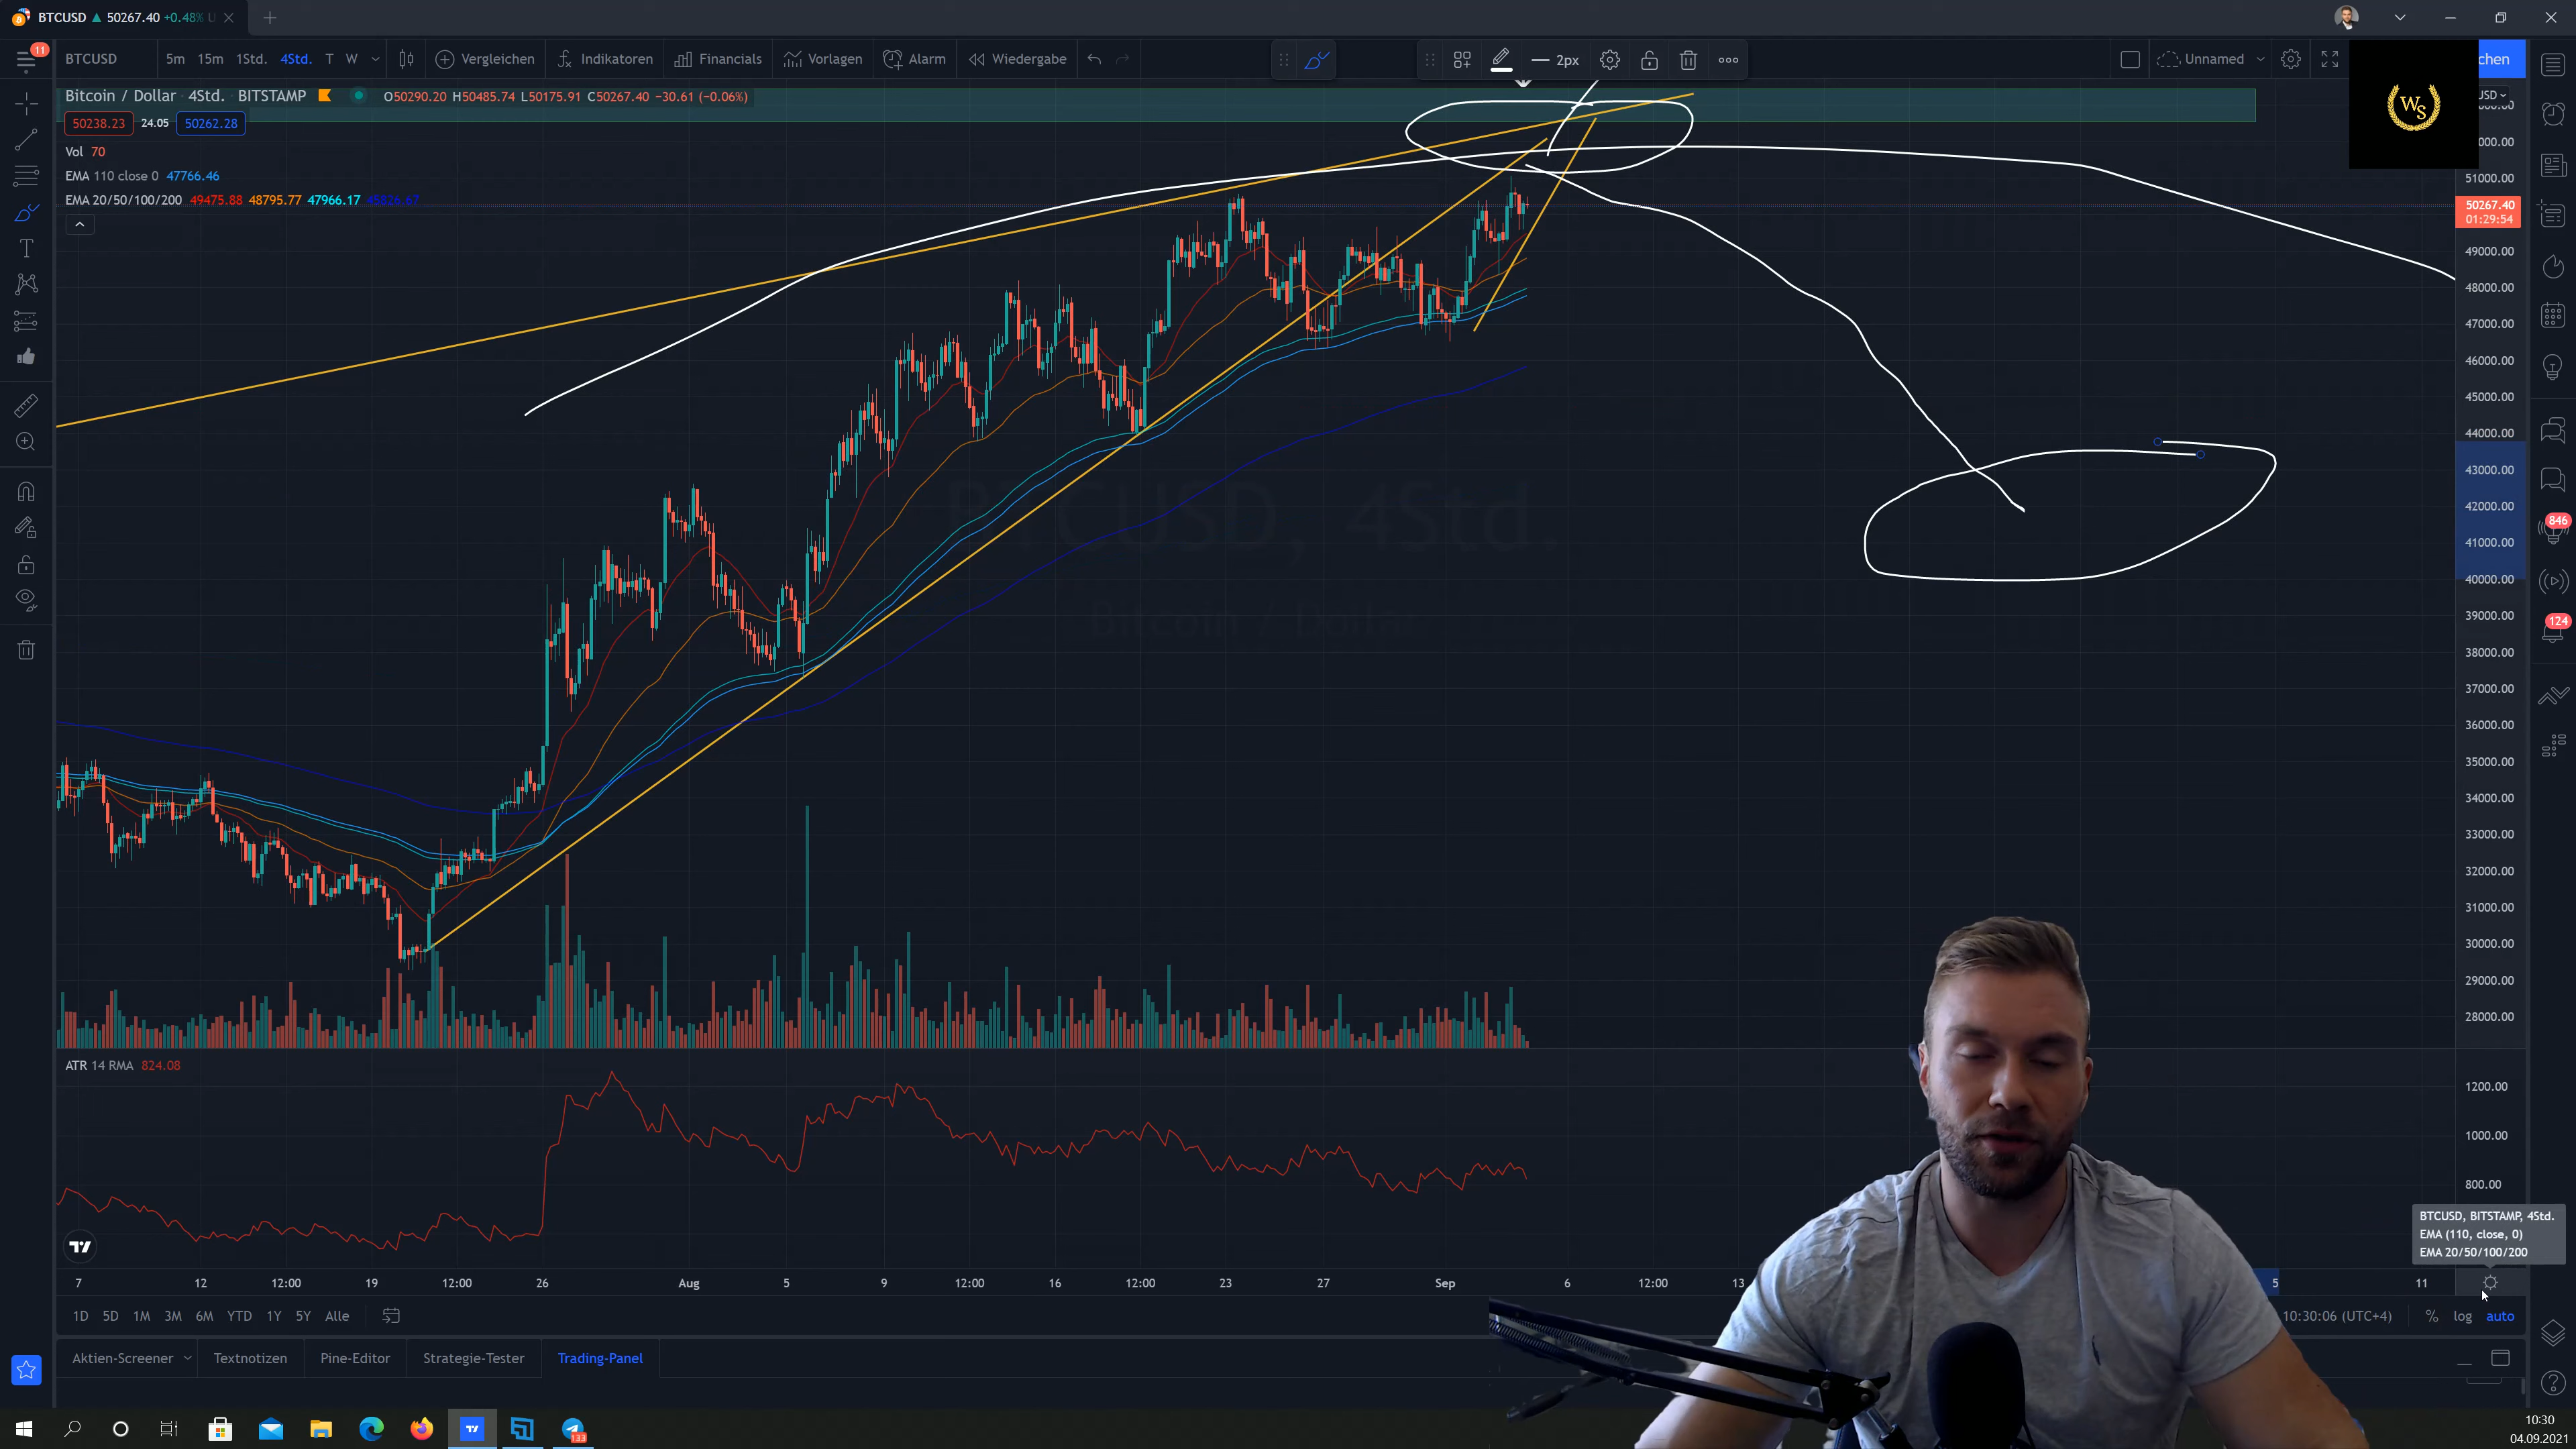 BTCUSD ▲ 50267.40 +0.48% U
11
BTCUSD 5m 15m 1Std. 4Std. T W Vergleichen Indikatoren Financials Vorlagen Alarm Wiedergabe 2px Unnamed chen
Bitcoin / Dollar 4Std. BITSTAMP O50290.20 H50485.74 L50175.91 C50267.40 −30.61 (−0.06%)
USD
WS
50238.23 24.05 50262.28
Vol 70
EMA 110 close 0 47766.46
EMA 20/50/100/200 49475.88 48795.77 47966.17 45826.67
51000.00
50267.40
01:29:54
49000.00
48000.00
47000.00
46000.00
45000.00
44000.00
43000.00
42000.00
41000.00
40000.00
39000.00
38000.00
37000.00
36000.00
35000.00
34000.00
33000.00
32000.00
31000.00
30000.00
29000.00
28000.00
846
124
BTCUSD, 4Std.
Bitcoin / Dollar
ATR 14 RMA 824.08
1200.00
1000.00
800.00
BTCUSD, BITSTAMP, 4Std.
EMA (110, close, 0)
EMA 20/50/100/200
7 12 12:00 19 12:00 26 Aug 5 9 12:00 16 12:00 23 27 Sep 6 12:00 13 5 11
1D 5D 1M 3M 6M YTD 1Y 5Y Alle 10:30:06 (UTC+4) % log auto
Aktien-Screener Textnotizen Pine-Editor Strategie-Tester Trading-Panel
133
10:30
04.09.2021